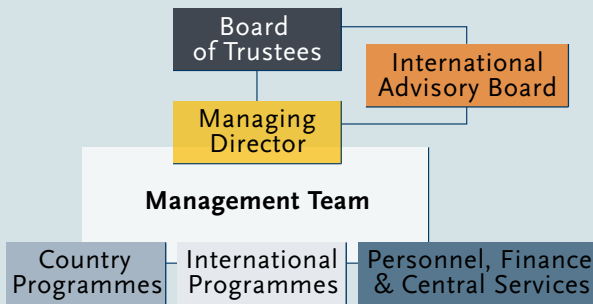 Board
of Trustees
International
Advisory Board
Managing
Director
Management Team
Country
Programmes
International
Programmes
Personnel, Finance
& Central Services